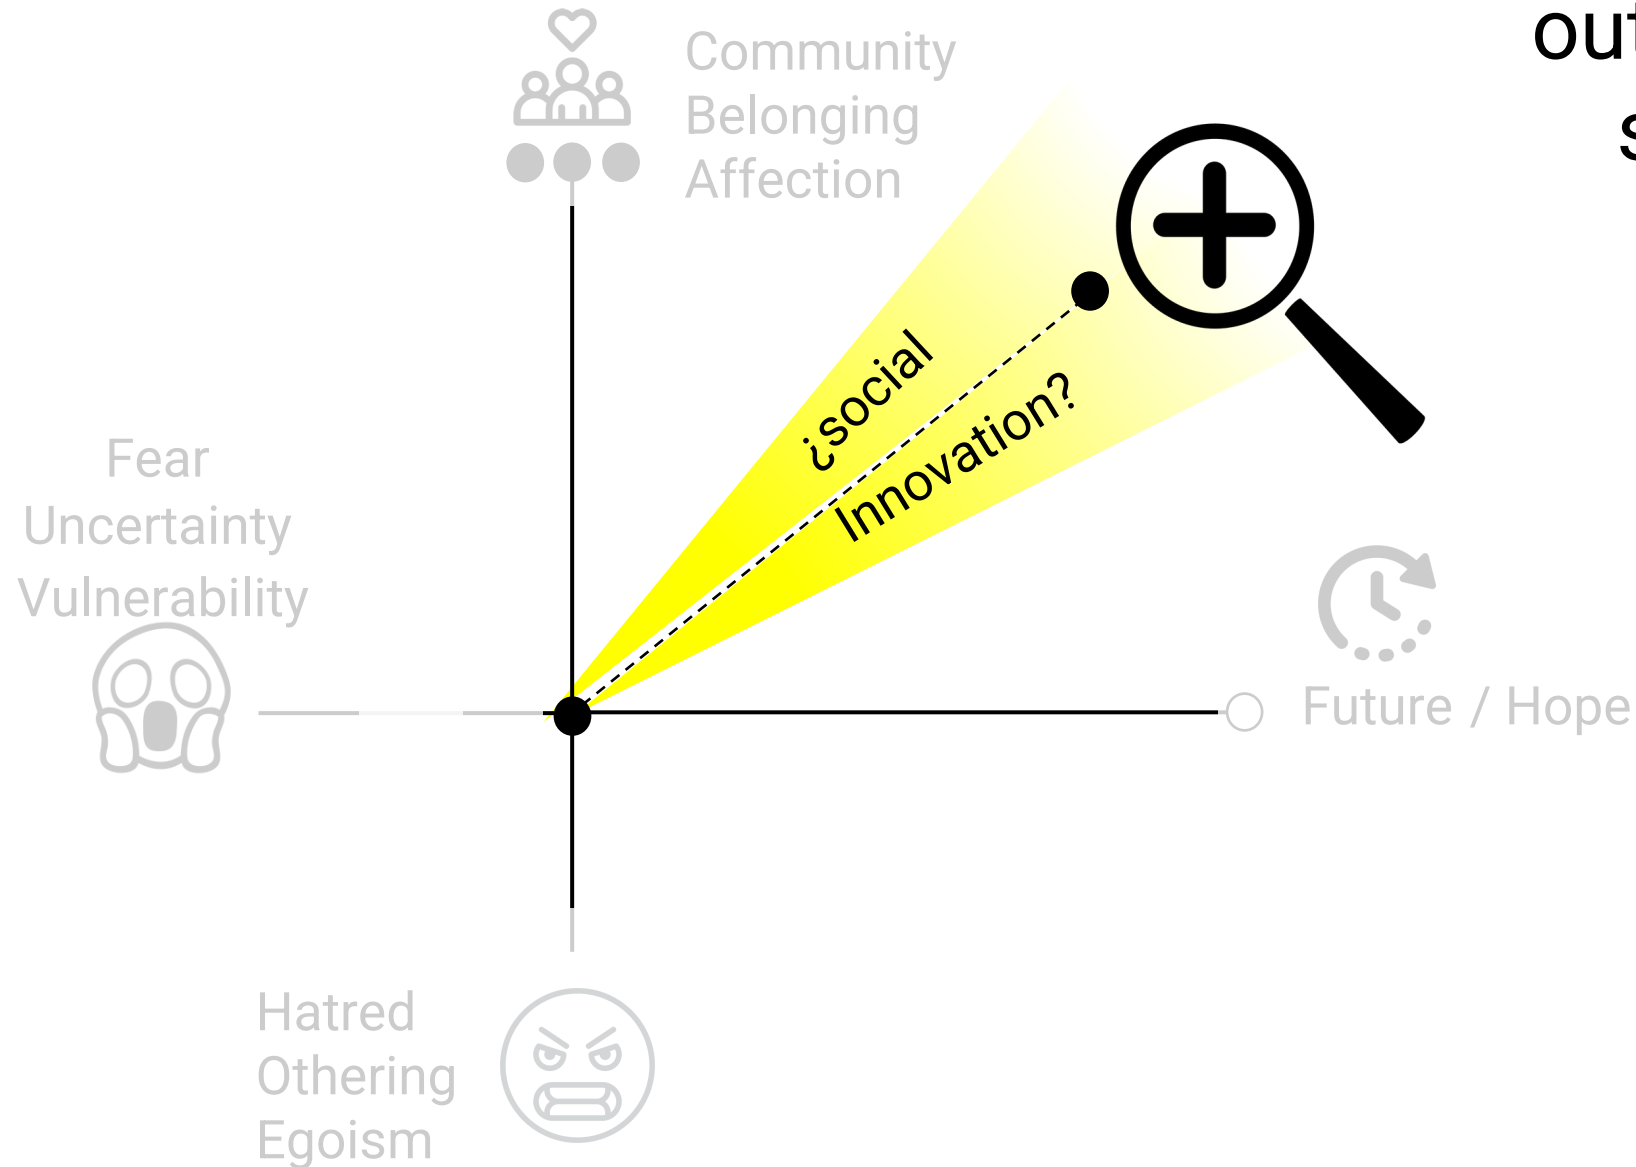 Community
Belonging
Affection
¿social
Innovation?
Fear
Uncertainty
Vulnerability
Future / Hope
Hatred
Othering
Egoism